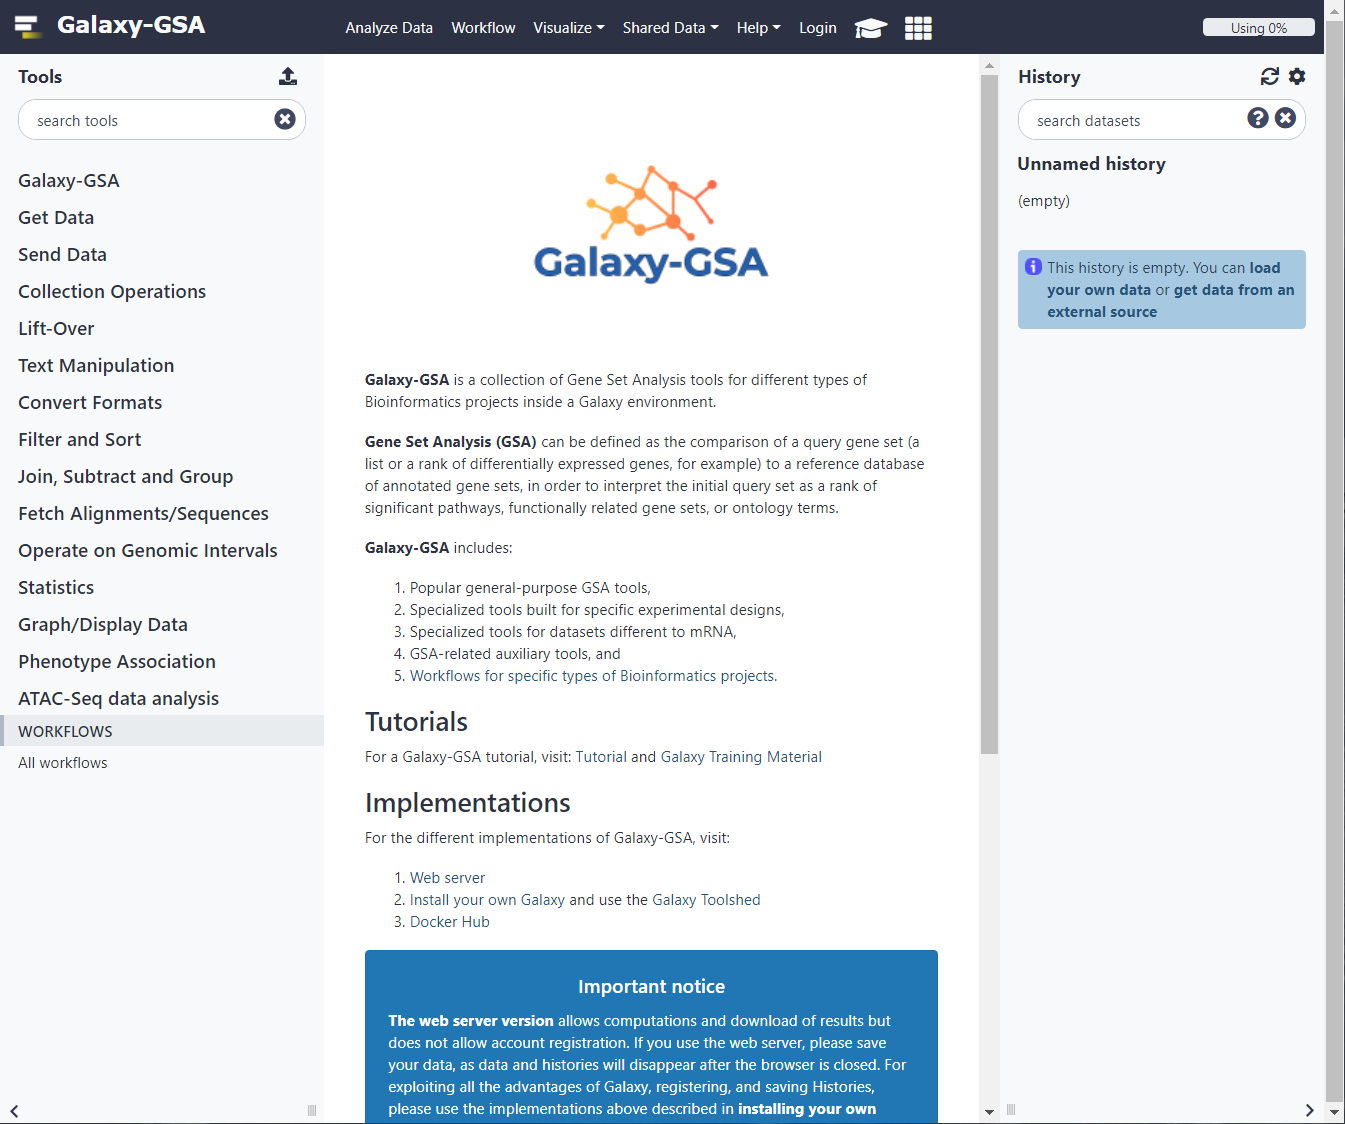 Galaxy-GSA
Analyze Data Workflow Visualize Shared Data Help Login
Using 0%
Tools
search tools
Galaxy-GSA
Get Data
Send Data
Collection Operations
Lift-Over
Text Manipulation
Convert Formats
Filter and Sort
Join, Subtract and Group
Fetch Alignments/Sequences
Operate on Genomic Intervals
Statistics
Graph/Display Data
Phenotype Association
ATAC-Seq data analysis
WORKFLOWS
All workflows
Galaxy-GSA
Galaxy-GSA is a collection of Gene Set Analysis tools for different types of
Bioinformatics projects inside a Galaxy environment.
Gene Set Analysis (GSA) can be defined as the comparison of a query gene set (a
list or a rank of differentially expressed genes, for example) to a reference database
of annotated gene sets, in order to interpret the initial query set as a rank of
significant pathways, functionally related gene sets, or ontology terms.
Galaxy-GSA includes:
1. Popular general-purpose GSA tools,
2. Specialized tools built for specific experimental designs,
3. Specialized tools for datasets different to mRNA,
4. GSA-related auxiliary tools, and
5. Workflows for specific types of Bioinformatics projects.
Tutorials
For a Galaxy-GSA tutorial, visit: Tutorial and Galaxy Training Material
Implementations
For the different implementations of Galaxy-GSA, visit:
1. Web server
2. Install your own Galaxy and use the Galaxy Toolshed
3. Docker Hub
Important notice
The web server version allows computations and download of results but
does not allow account registration. If you use the web server, please save
your data, as data and histories will disappear after the browser is closed. For
exploiting all the advantages of Galaxy, registering, and saving Histories,
please use the implementations above described in installing your own
History
search datasets
Unnamed history
(empty)
This history is empty. You can load
your own data or get data from an
external source